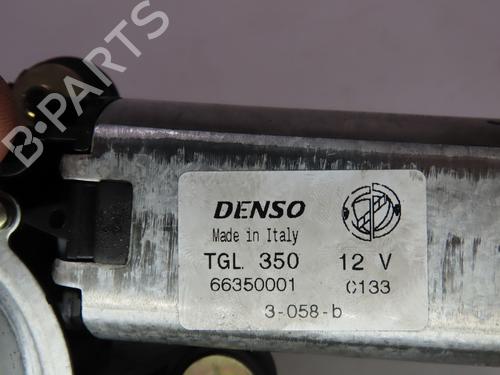 B-PARTS
DENSO
Made in Italy
TGL 350 12 V
66350001 C133
3-058-b